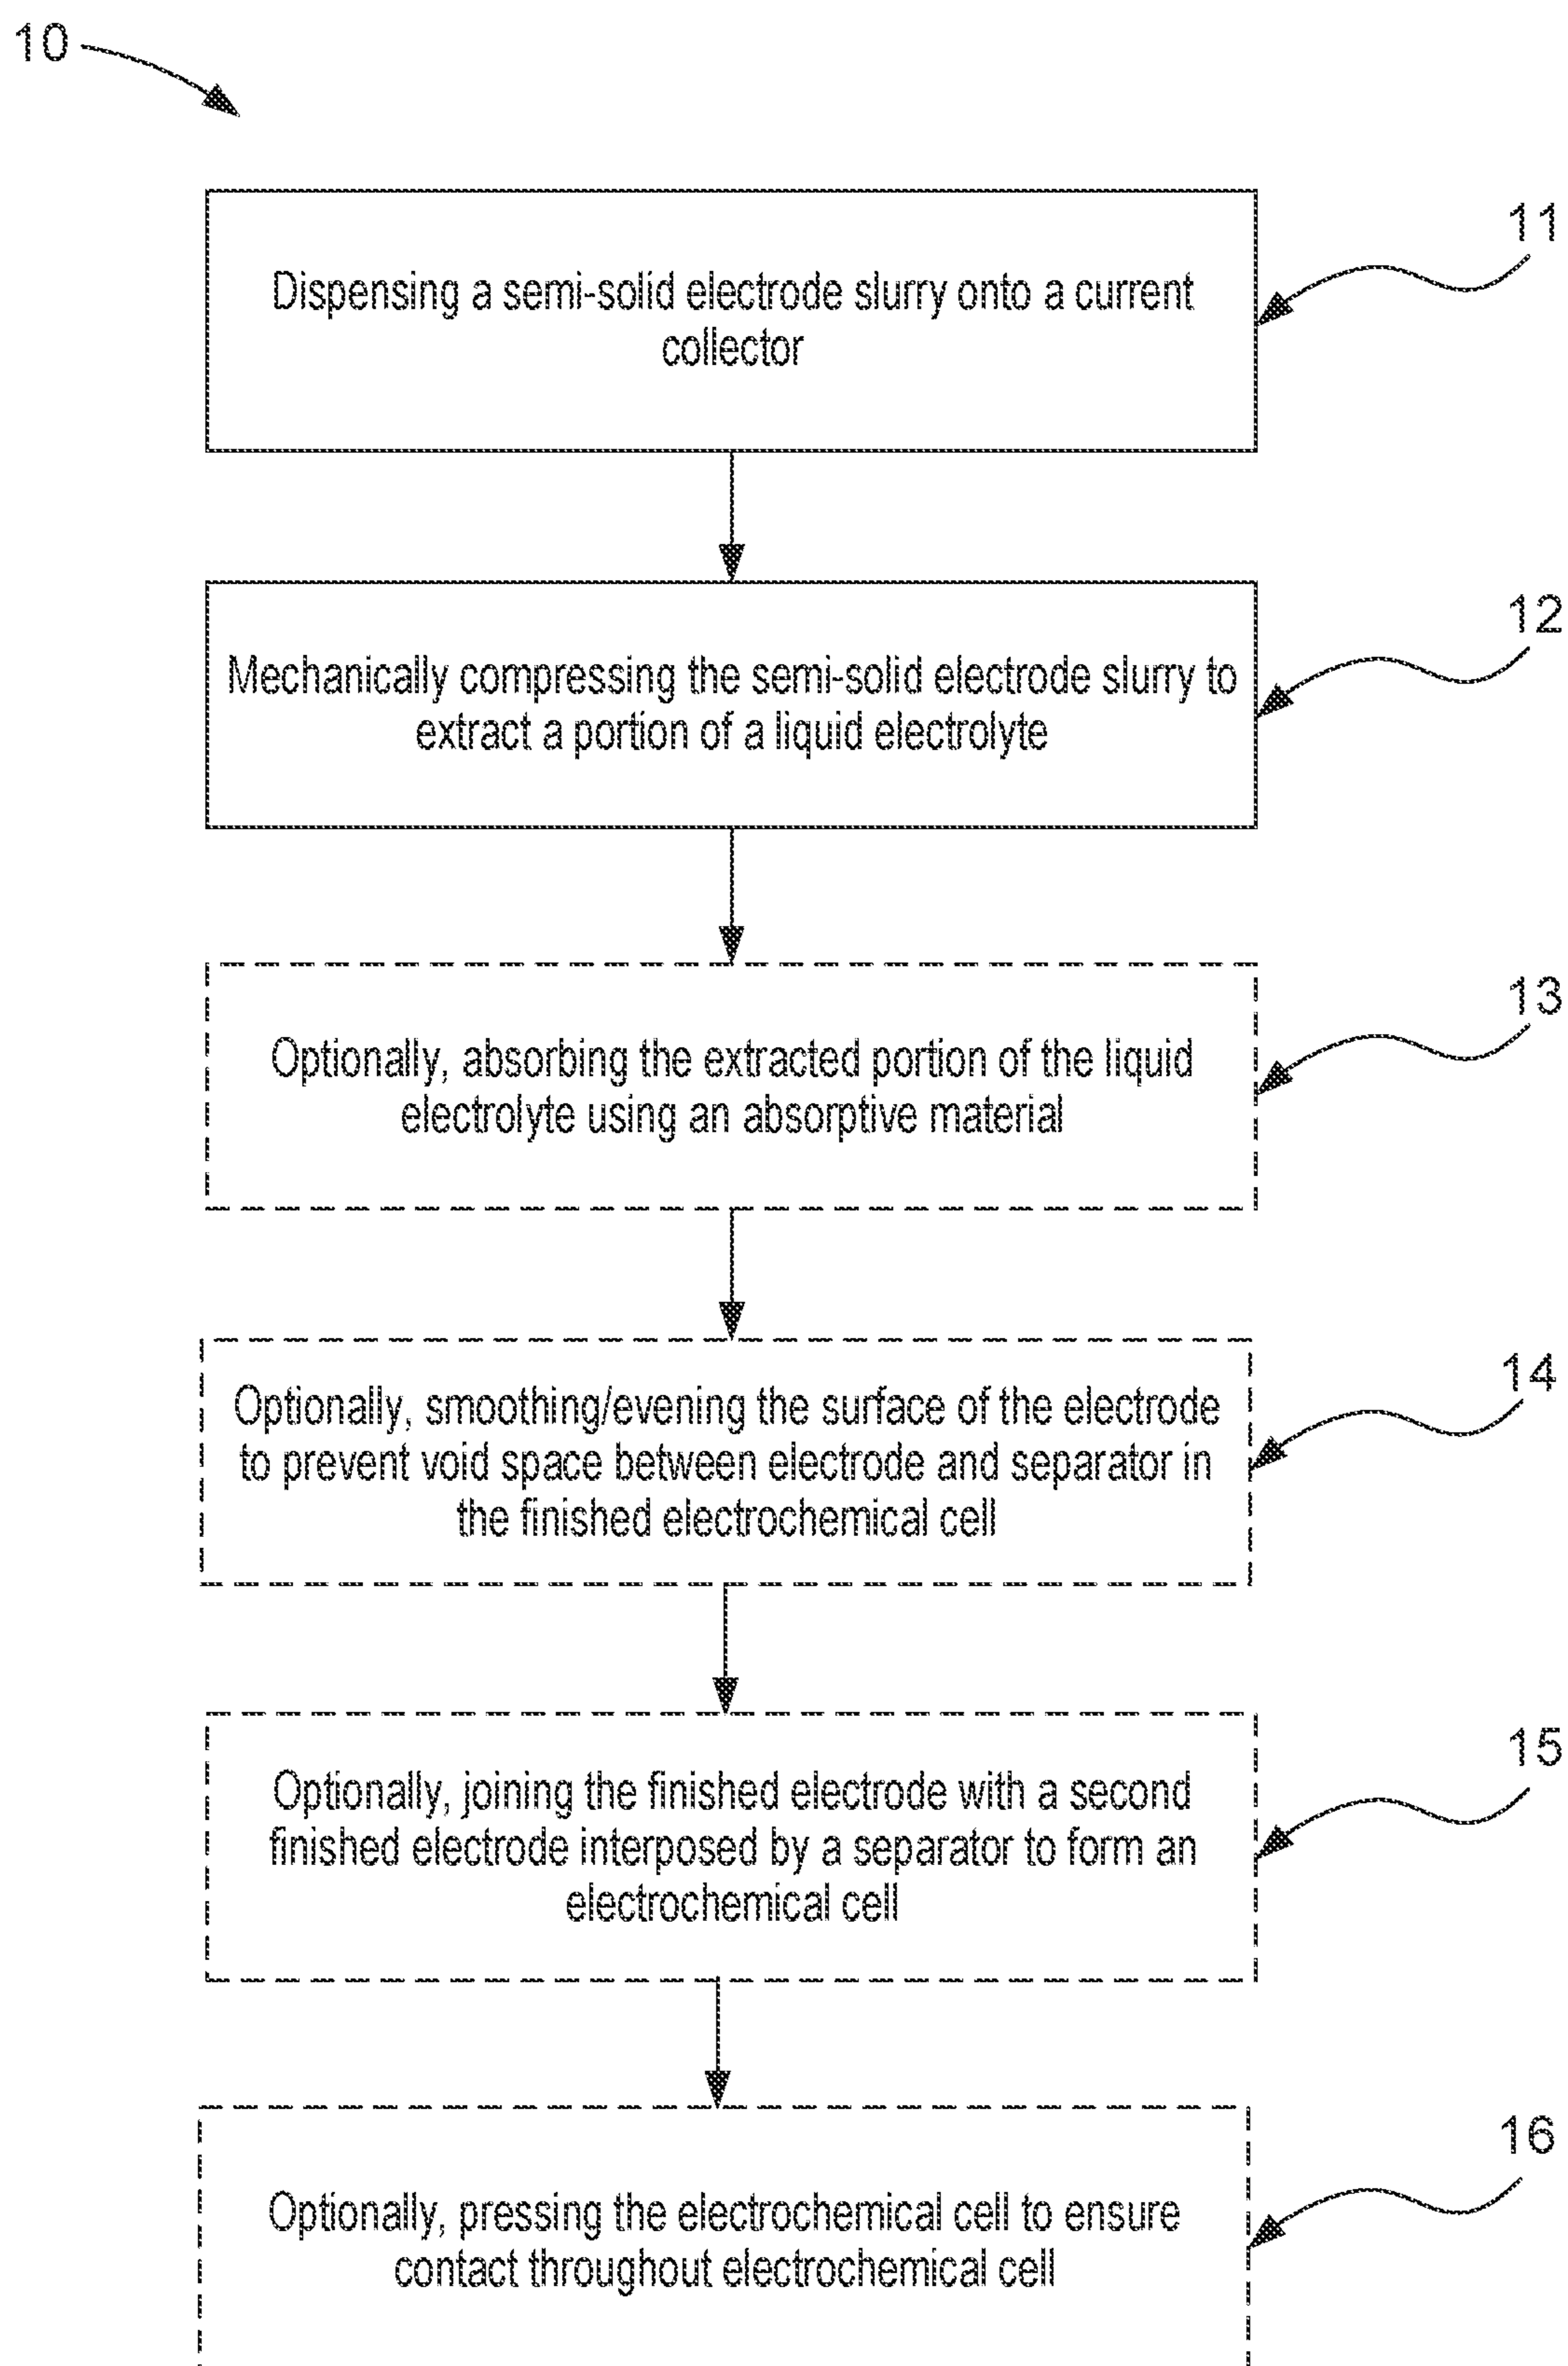 10
11
Dispensing a semi-solid electrode slurry onto a current
collector
12
Mechanically compressing the semi-solid electrode slurry to
extract a portion of a liquid electrolyte
13
Optionally, absorbing the extracted portion of the liquid
electrolyte using an absorptive material
14
Optionally, smoothing/evening the surface of the electrode
to prevent void space between electrode and separator in
the finished electrochemical cell
15
Optionally, joining the finished electrode with a second
finished electrode interposed by a separator to form an
electrochemical cell
16
Optionally, pressing the electrochemical cell to ensure
contact throughout electrochemical cell